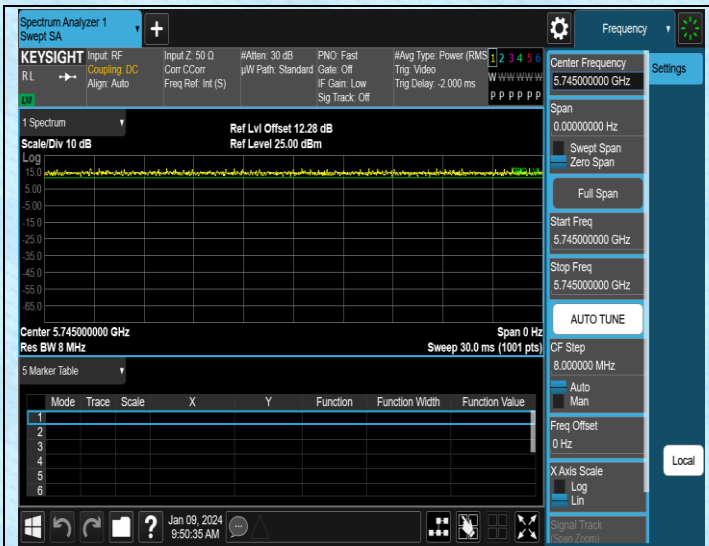 Spectrum Analyzer 1
Swept SA
Frequency
KEYSIGHT
RL
LXI
Input: RF
Coupling: DC
Align: Auto
Input Z: 50 Ω
Corr CCorr
Freq Ref: Int (S)
#Atten: 30 dB
µW Path: Standard
PNO: Fast
Gate: Off
IF Gain: Low
Sig Track: Off
#Avg Type: Power (RMS
Trig: Video
Trig Delay: -2.000 ms
1 2 3 4 5 6
W W W W W W
P P P P P P
1 Spectrum
Scale/Div 10 dB
Ref Lvl Offset 12.28 dB
Ref Level 25.00 dBm
Log
15.0
5.00
-5.00
-15.0
-25.0
-35.0
-45.0
-55.0
-65.0
Center 5.745000000 GHz
Span 0 Hz
Res BW 8 MHz
Sweep 30.0 ms (1001 pts)
5 Marker Table
Mode Trace Scale X Y Function Function Width Function Value
1
2
3
4
5
6
Jan 09, 2024
9:50:35 AM
Center Frequency
5.745000000 GHz
Span
0.00000000 Hz
Swept Span
Zero Span
Full Span
Start Freq
5.745000000 GHz
Stop Freq
5.745000000 GHz
AUTO TUNE
CF Step
8.000000 MHz
Auto
Man
Freq Offset
0 Hz
X Axis Scale
Log
Lin
Signal Track
(Span Zoom)
Settings
Local